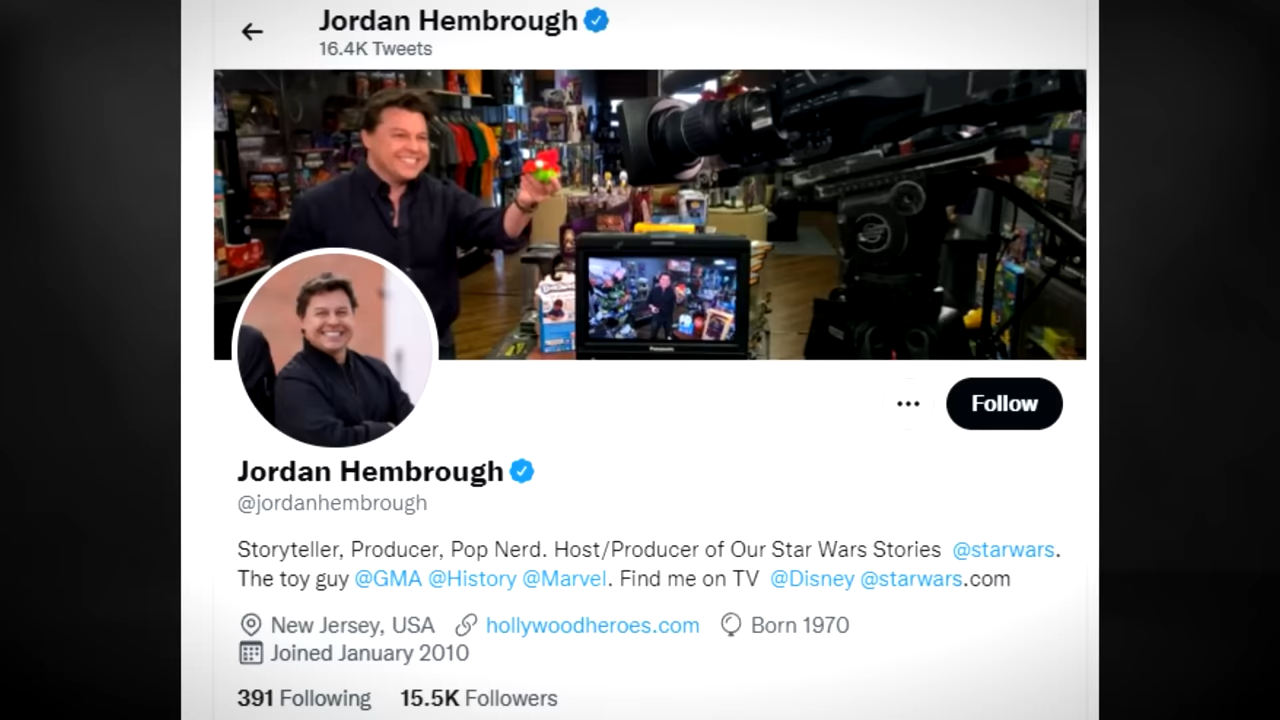 Jordan Hembrough
16.4K Tweets
Panasonic
Follow
Jordan Hembrough
@jordanhembrough
Storyteller, Producer, Pop Nerd. Host/Producer of Our Star Wars Stories @starwars.
The toy guy @GMA @History @Marvel. Find me on TV @Disney @starwars.com
New Jersey, USA hollywoodheroes.com Born 1970
Joined January 2010
391 Following 15.5K Followers